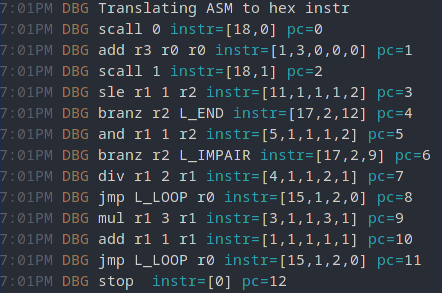 7:01PM DBG Translating ASM to hex instr
7:01PM DBG scall 0 instr=[18,0] pc=0
7:01PM DBG add r3 r0 r0 instr=[1,3,0,0,0] pc=1
7:01PM DBG scall 1 instr=[18,1] pc=2
7:01PM DBG sle r1 1 r2 instr=[11,1,1,1,2] pc=3
7:01PM DBG branz r2 L_END instr=[17,2,12] pc=4
7:01PM DBG and r1 1 r2 instr=[5,1,1,1,2] pc=5
7:01PM DBG branz r2 L_IMPAIR instr=[17,2,9] pc=6
7:01PM DBG div r1 2 r1 instr=[4,1,1,2,1] pc=7
7:01PM DBG jmp L_LOOP r0 instr=[15,1,2,0] pc=8
7:01PM DBG mul r1 3 r1 instr=[3,1,1,3,1] pc=9
7:01PM DBG add r1 1 r1 instr=[1,1,1,1,1] pc=10
7:01PM DBG jmp L_LOOP r0 instr=[15,1,2,0] pc=11
7:01PM DBG stop  instr=[0] pc=12